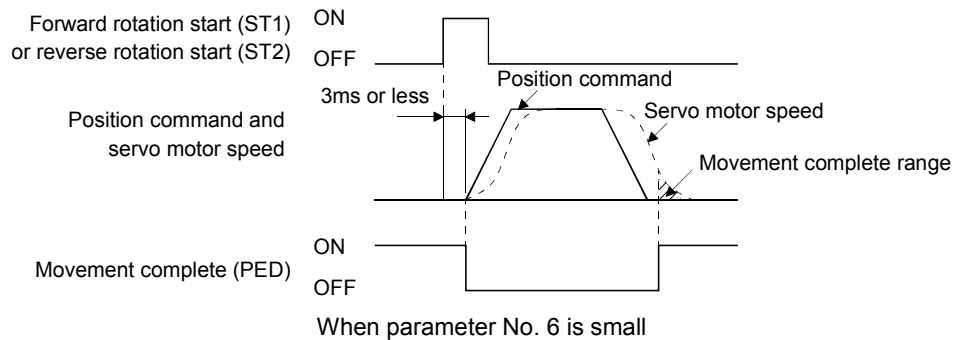 Forward rotation start (ST1)
or reverse rotation start (ST2)
ON
OFF
3ms or less
Position command
Servo motor speed
Position command and
servo motor speed
Movement complete range
Movement complete (PED)
ON
OFF
When parameter No. 6 is small